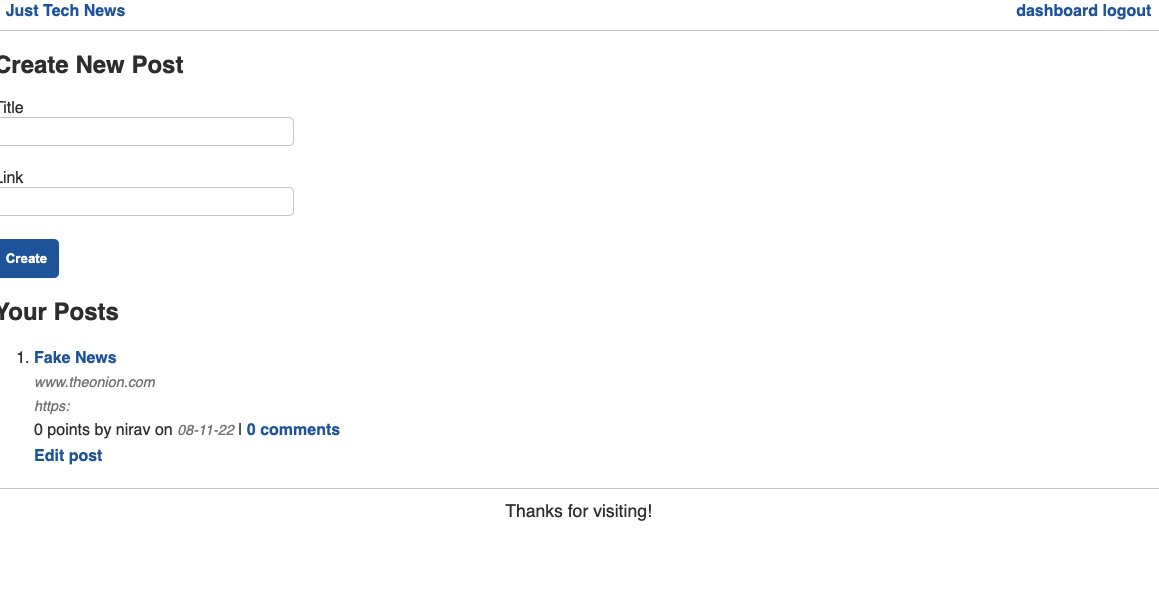 Just Tech News dashboard logout
Create New Post
Title
Link
Create
Your Posts
1. Fake News
www.theonion.com
https:
0 points by nirav on 08-11-22 | 0 comments
Edit post
Thanks for visiting!